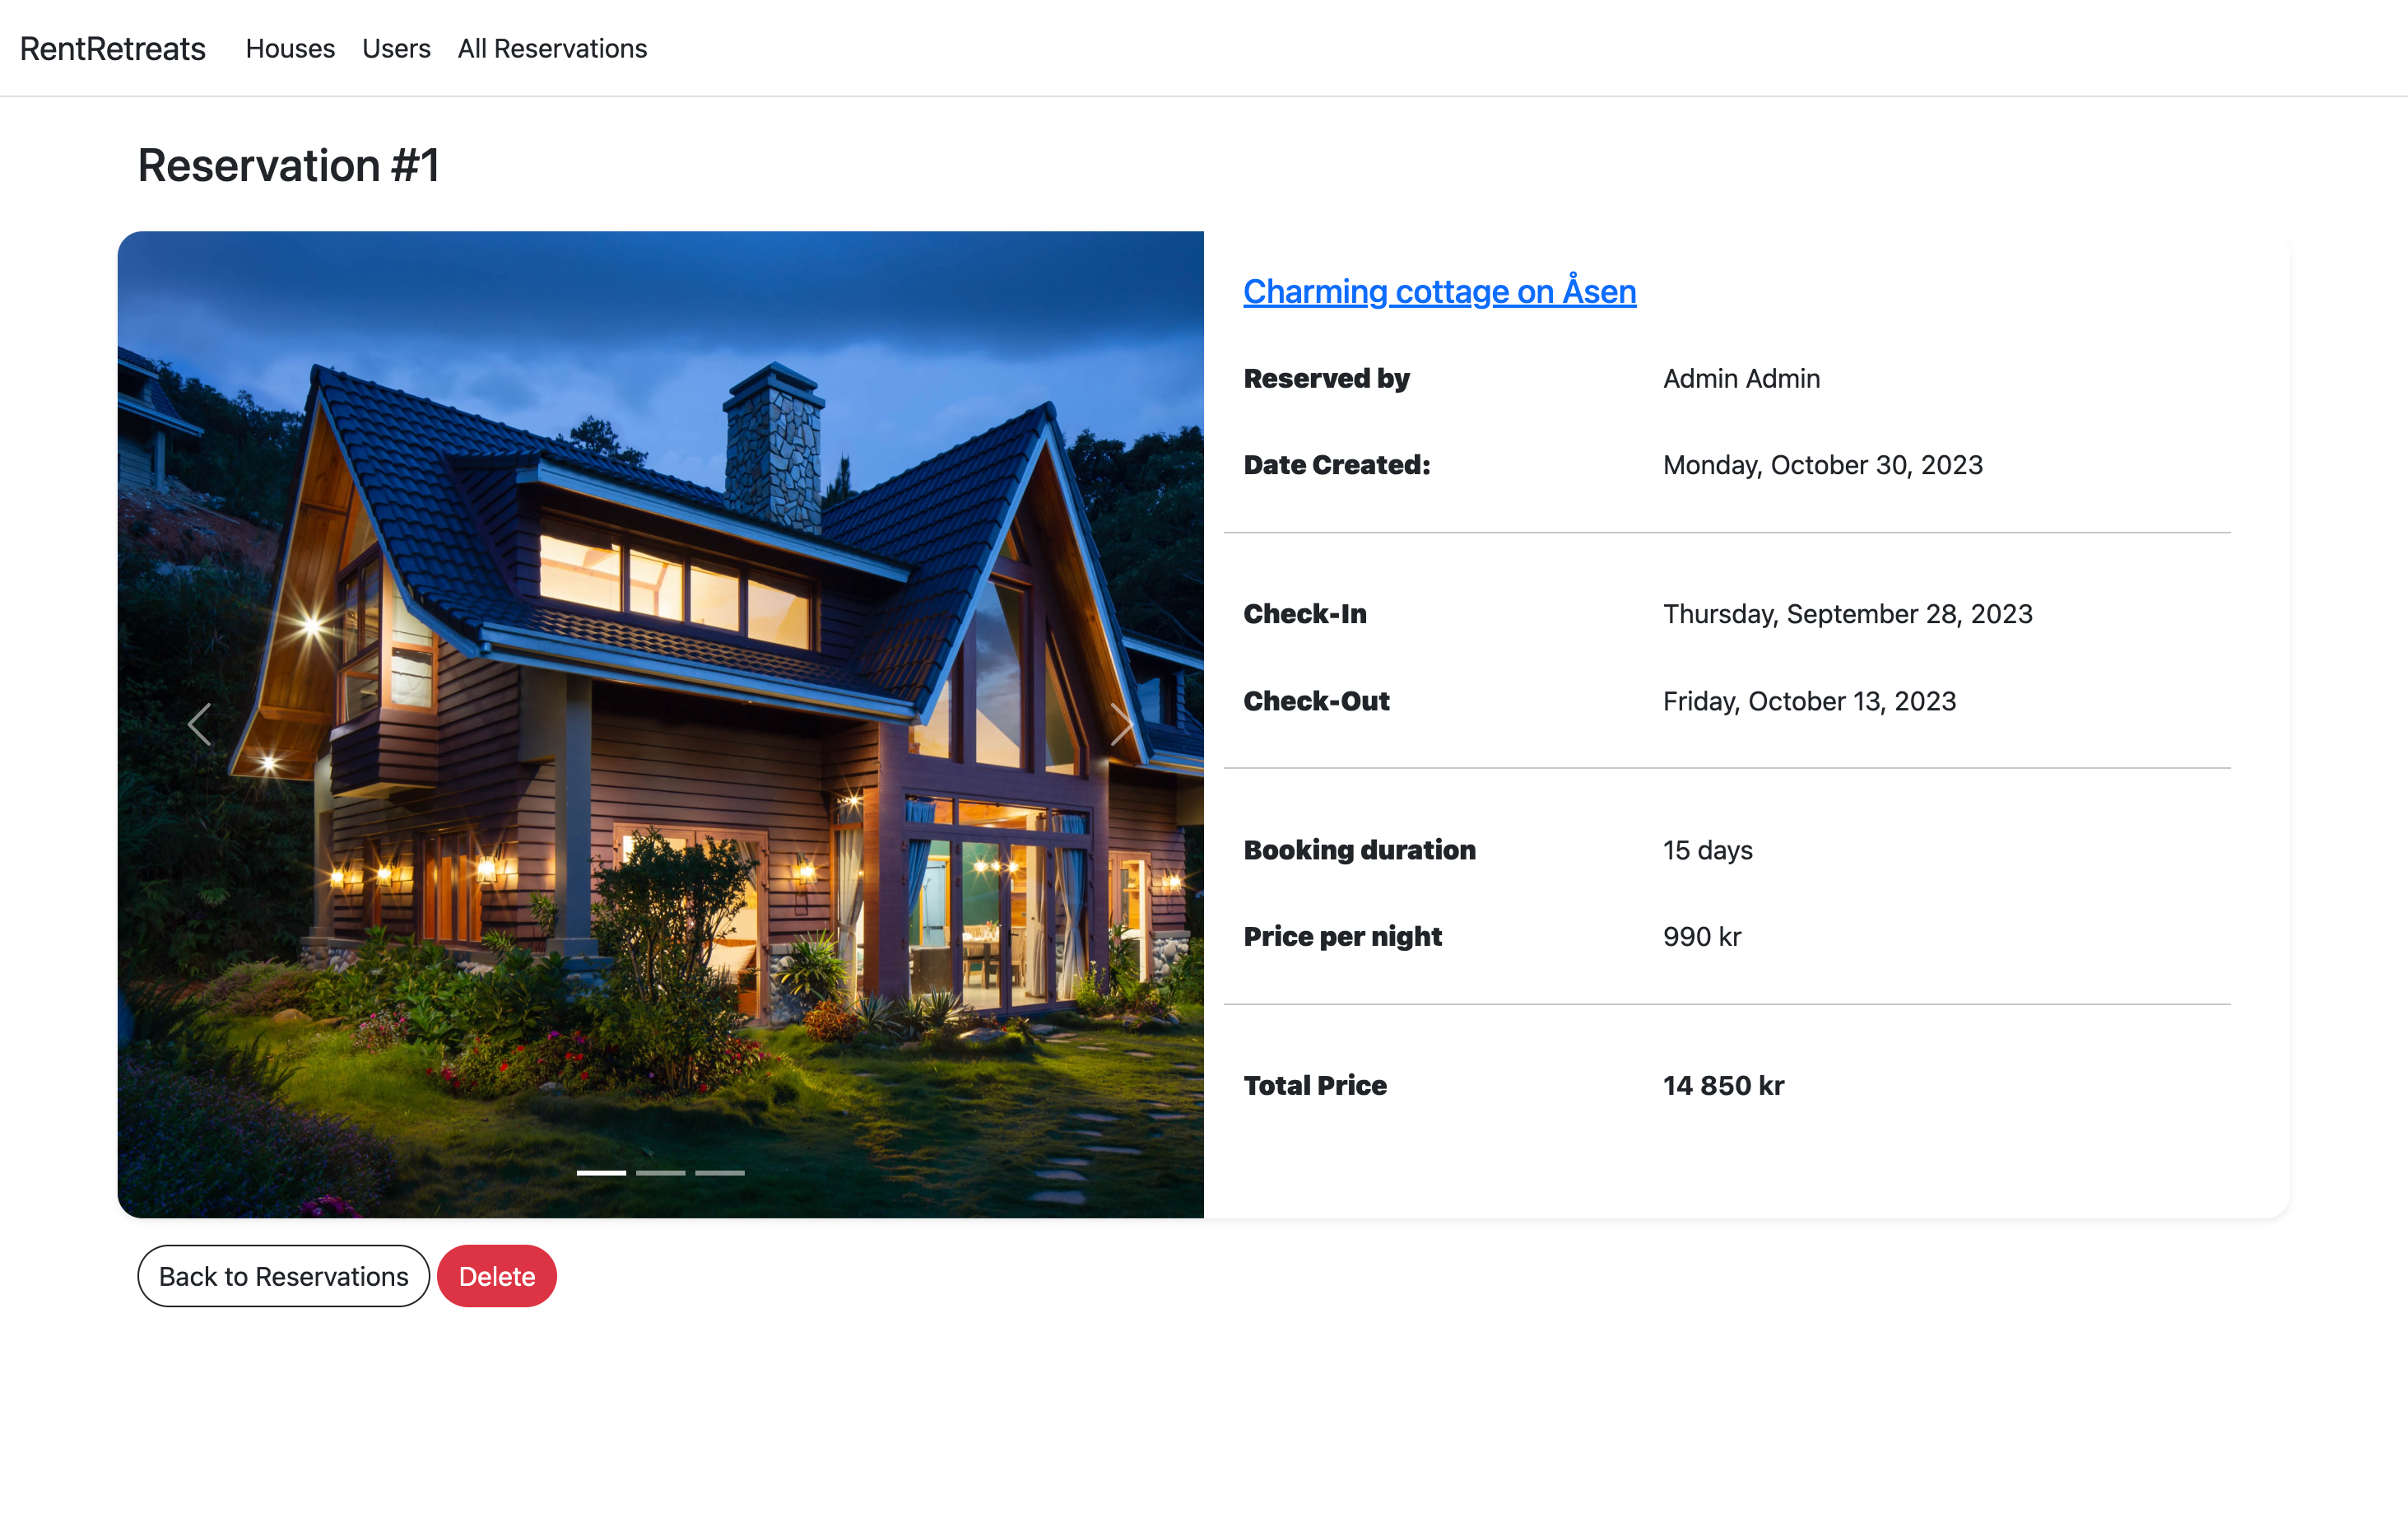 RentRetreats Houses Users All Reservations
Reservation #1
Charming cottage on Åsen
Reserved by Admin Admin
Date Created: Monday, October 30, 2023
Check-In Thursday, September 28, 2023
Check-Out Friday, October 13, 2023
Booking duration 15 days
Price per night 990 kr
Total Price 14 850 kr
Back to Reservations Delete